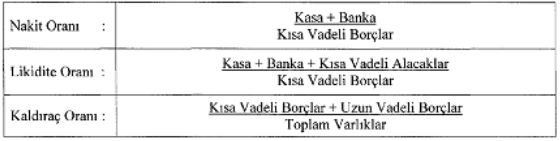 Nakit Oranı :
Kasa + Banka
Kısa Vadeli Borçlar
Likidite Oranı :
Kasa + Banka + Kısa Vadeli Alacaklar
Kısa Vadeli Borçlar
Kaldıraç Oranı :
Kısa Vadeli Borçlar + Uzun Vadeli Borçlar
Toplam Varlıklar